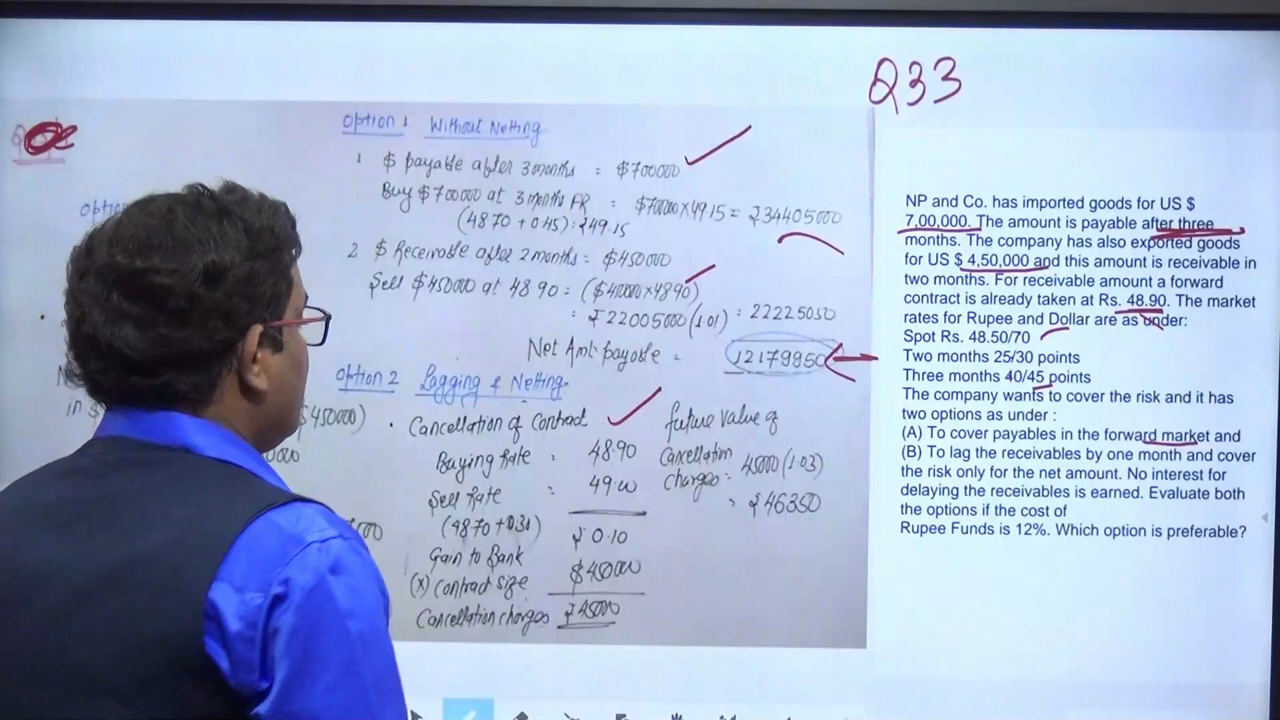 Q33
Option 1 Without Netting
1 $ payable after 3 months = $700000
Buy $700000 at 3 months FR = $70000 x 49.15 = ₹34405000
(48.70 + 0.45) : ₹49.15
2 $ Receivable after 2 months = $450000
Sell $450000 at 48.90 = ($ x 48.90)
= ₹22005000 (1.01) : 22225050
Net Amt payable = 12179950
Option 2 Lagging & Netting
Cancellation of Contract
Buying Rate = 48.90
Sell Rate = 49.00
(48.70 + 0.30)
₹ 0.10
Gain to Bank
(x) Contract size $45000
Cancellation charges ₹45000
future value of
Cancellation
charges = 45000 (1.03)
= ₹46350
$450000)
NP and Co. has imported goods for US $
7,00,000. The amount is payable after three
months. The company has also exported goods
for US $ 4,50,000 and this amount is receivable in
two months. For receivable amount a forward
contract is already taken at Rs. 48.90. The market
rates for Rupee and Dollar are as under:
Spot Rs. 48.50/70
Two months 25/30 points
Three months 40/45 points
The company wants to cover the risk and it has
two options as under :
(A) To cover payables in the forward market and
(B) To lag the receivables by one month and cover
the risk only for the net amount. No interest for
delaying the receivables is earned. Evaluate both
the options if the cost of
Rupee Funds is 12%. Which option is preferable?